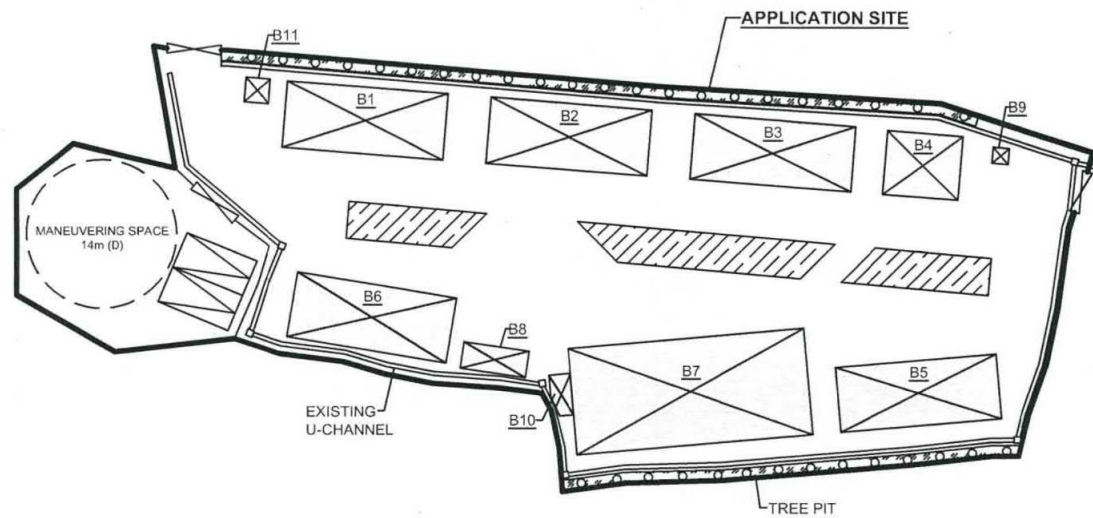 APPLICATION SITE
B11
B1
B2
B3
B4
B9
MANEUVERING SPACE
14m (D)
B6
B8
B7
B5
B10
EXISTING
U-CHANNEL
TREE PIT